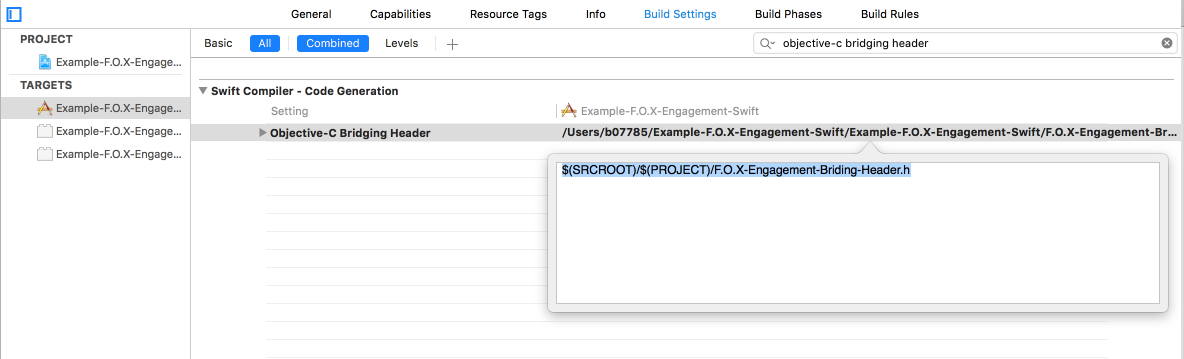 General Capabilities Resource Tags Info Build Settings Build Phases Build Rules
PROJECT
Basic All Combined Levels + objective-c bridging header
Example-F.O.X-Engage...
TARGETS
Swift Compiler - Code Generation
Example-F.O.X-Engage...
Setting Example-F.O.X-Engagement-Swift
Example-F.O.X-Engage...
Objective-C Bridging Header /Users/b07785/Example-F.O.X-Engagement-Swift/Example-F.O.X-Engagement-Swift/F.O.X-Engagement-Br...
Example-F.O.X-Engage...
$(SRCROOT)/$(PROJECT)/F.O.X-Engagement-Briding-Header.h